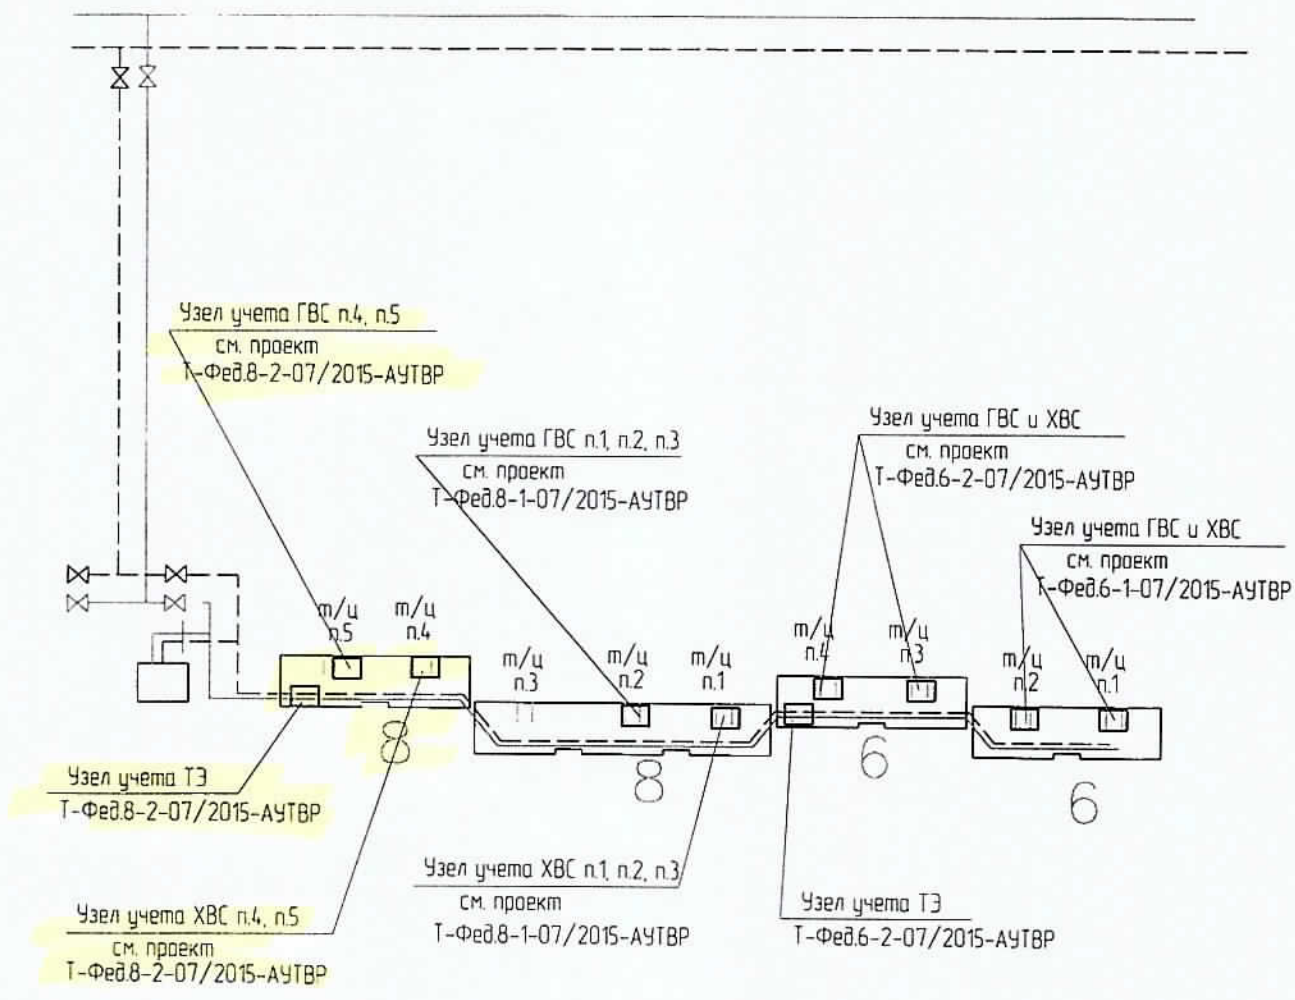 Узел учета ГВС п.4, п.5
см. проект
Т-Фед.8-2-07/2015-АУТВР
Узел учета ГВС п.1, п.2, п.3
см. проект
Т-Фед.8-1-07/2015-АУТВР
Узел учета ГВС и ХВС
см. проект
Т-Фед.6-2-07/2015-АУТВР
Узел учета ГВС и ХВС
см. проект
Т-Фед.6-1-07/2015-АУТВР
т/ц
п.5
т/ц
п.4
т/ц
п.3
т/ц
п.2
т/ц
п.1
т/ц
п.4
т/ц
п.3
т/ц
п.2
т/ц
п.1
8
8
6
6
Узел учета ТЭ
Т-Фед.8-2-07/2015-АУТВР
Узел учета ХВС п.4, п.5
см. проект
Т-Фед.8-2-07/2015-АУТВР
Узел учета ХВС п.1, п.2, п.3
см. проект
Т-Фед.8-1-07/2015-АУТВР
Узел учета ТЭ
Т-Фед.6-2-07/2015-АУТВР